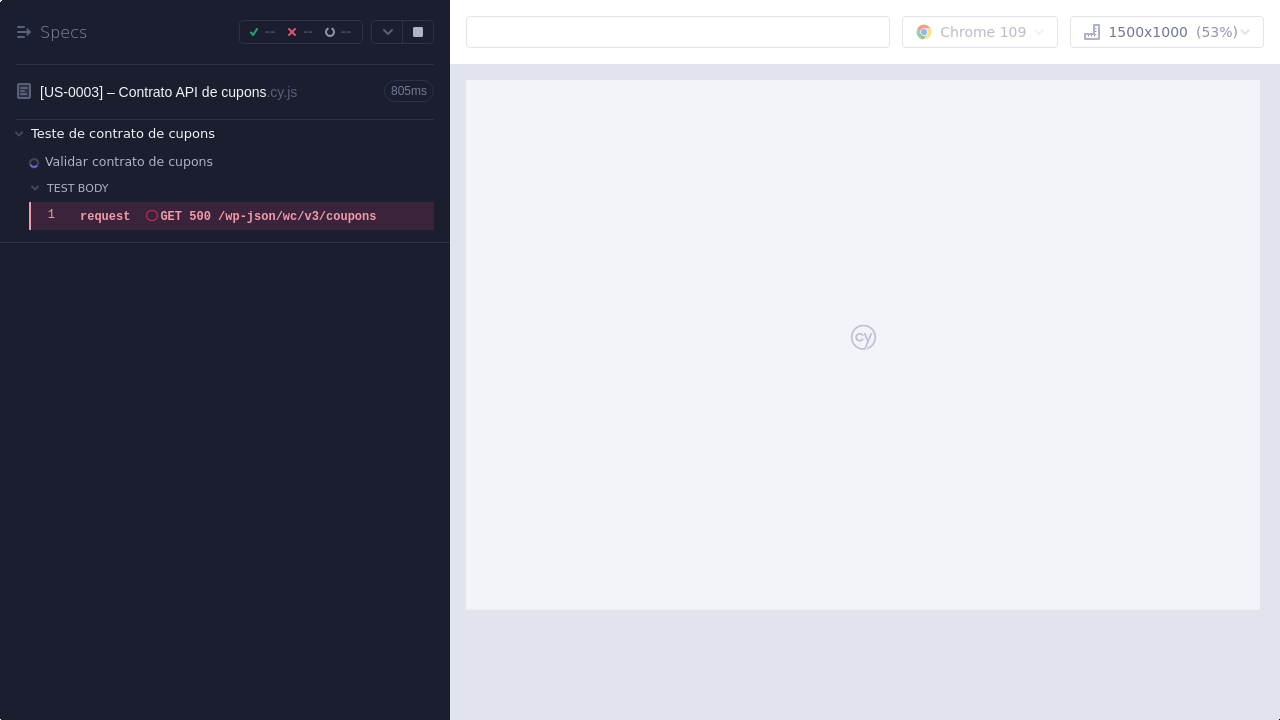 Specs
--
--
--
Chrome 109
1500x1000 (53%)
[US-0003] – Contrato API de cupons.cy.js
805ms
Teste de contrato de cupons
Validar contrato de cupons
TEST BODY
1 request GET 500 /wp-json/wc/v3/coupons
cy